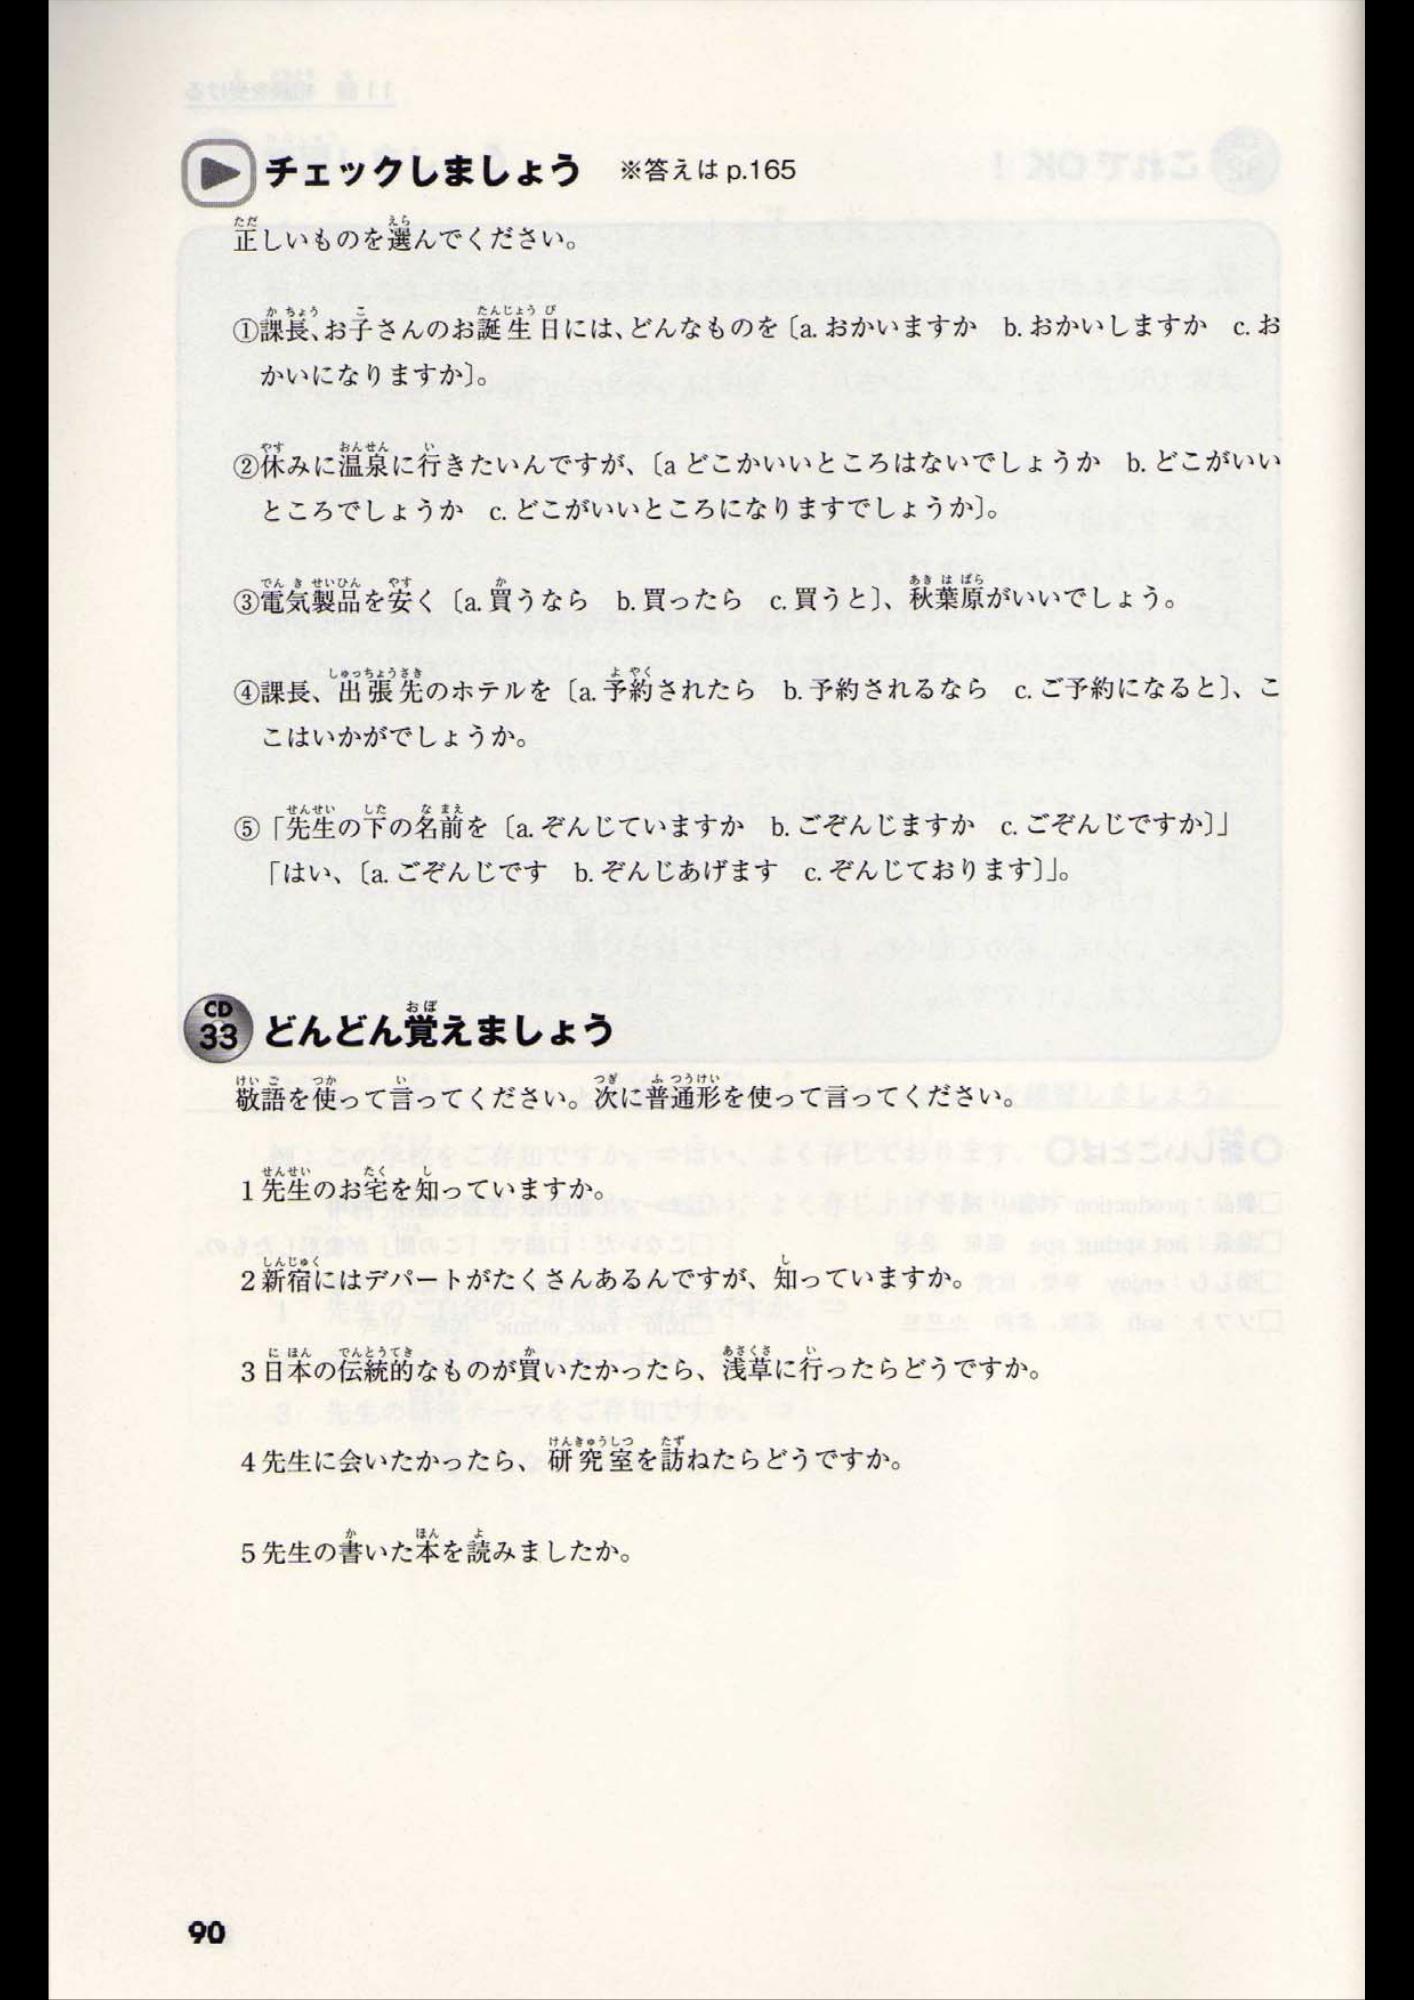 チェックしましょう ※答えは p.165
正しいものを選んでください。
①課長、お子さんのお誕生日には、どんなものを〔a. おかいますか b. おかいしますか c. お
かいになりますか〕。
②休みに温泉に行きたいんですが、〔a どこかいいところはないでしょうか b. どこがいい
ところでしょうか c. どこがいいところになりますでしょうか〕。
③電気製品を安く〔a. 買うなら b. 買ったら c. 買うと〕、秋葉原がいいでしょう。
④課長、出張先のホテルを〔a. 予約されたら b. 予約されるなら c. ご予約になると〕、こ
こはいかがでしょうか。
⑤「先生の下の名前を〔a. ぞんじていますか b. ごぞんじますか c. ごぞんじですか〕」
「はい、〔a. ごぞんじです b. ぞんじあげます c. ぞんじております〕」。
CD
33 どんどん覚えましょう
敬語を使って言ってください。次に普通形を使って言ってください。
1 先生のお宅を知っていますか。
2 新宿にはデパートがたくさんあるんですが、知っていますか。
3 日本の伝統的なものが買いたかったら、浅草に行ったらどうですか。
4 先生に会いたかったら、研究室を訪ねたらどうですか。
5 先生の書いた本を読みましたか。
90